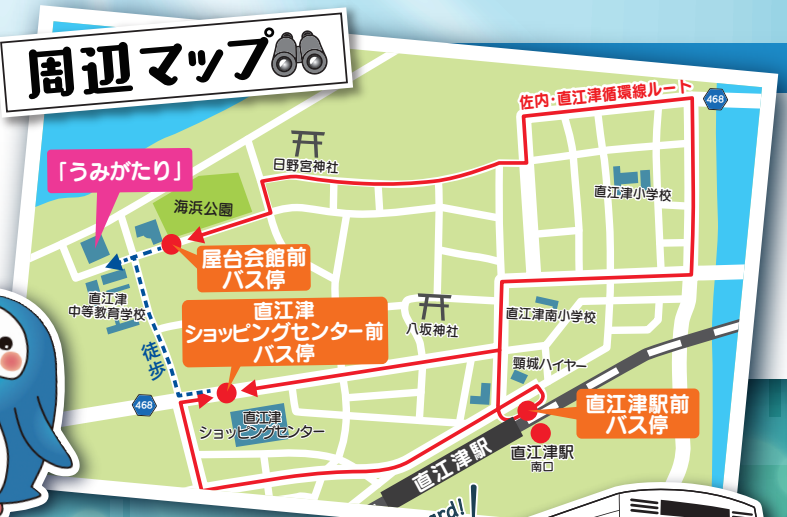 周辺マップ
佐内・直江津循環線ルート
468
日野宮神社
「うみがたり」
直江津小学校
海浜公園
屋台会館前
バス停
直江津
中等教育学校
直江津
ショッピングセンター前
バス停
八坂神社
直江津南小学校
徒歩
頸城ハイヤー
468
直江津
ショッピングセンター
直江津駅前
バス停
直江津駅
直江津駅
南口